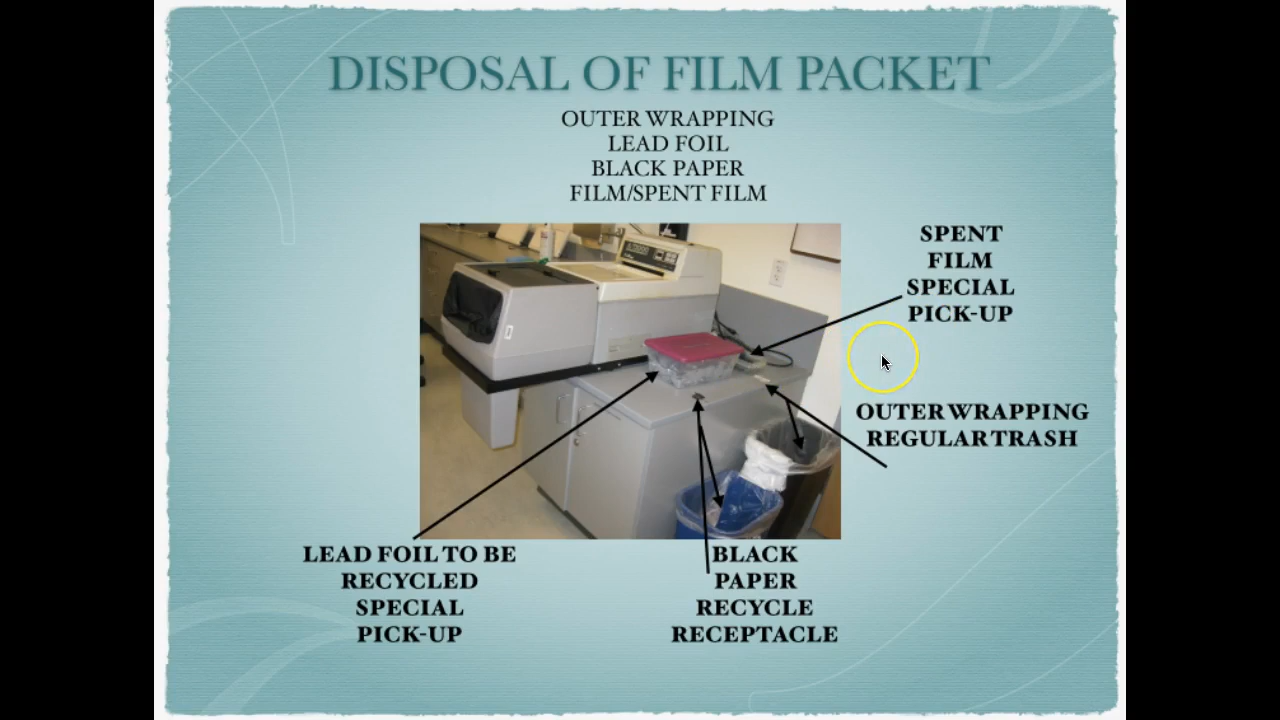 DISPOSAL OF FILM PACKET
OUTER WRAPPING
LEAD FOIL
BLACK PAPER
FILM/SPENT FILM
SPENT
FILM
SPECIAL
PICK-UP
OUTER WRAPPING
REGULAR TRASH
LEAD FOIL TO BE
RECYCLED
SPECIAL
PICK-UP
BLACK
PAPER
RECYCLE
RECEPTACLE